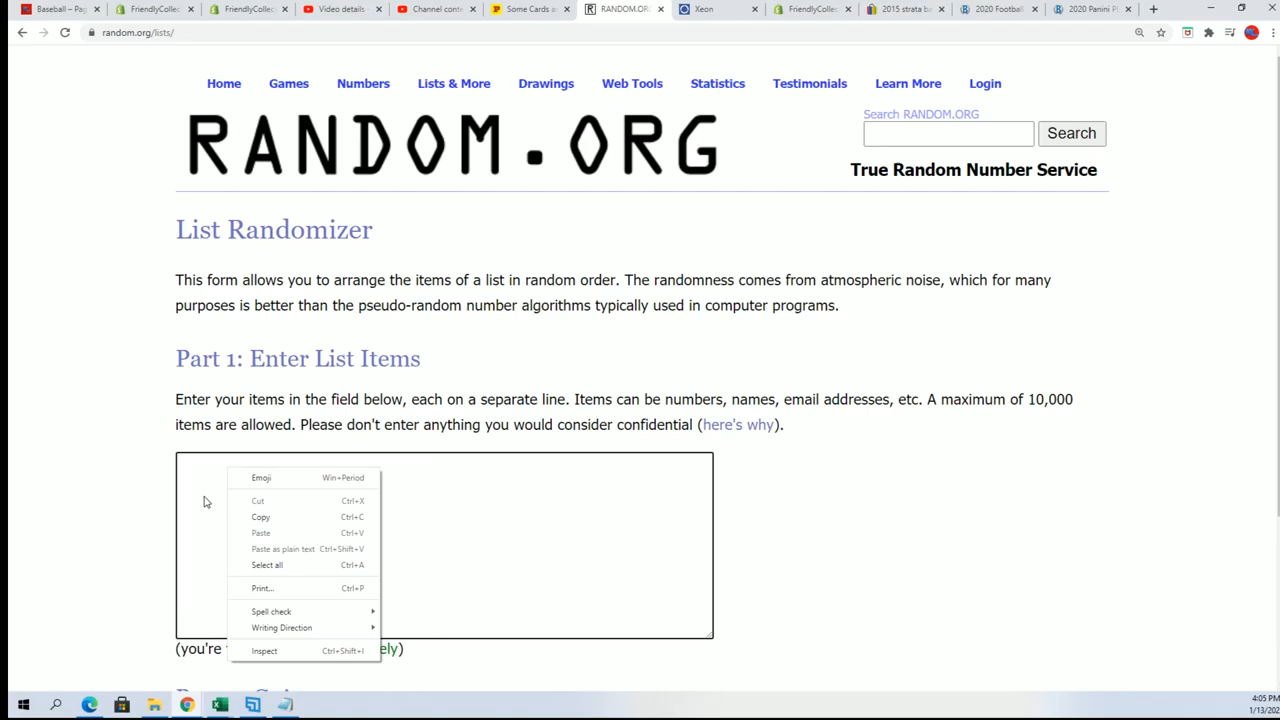 Baseball – Pag
FriendlyCollec
FriendlyCollec
Video details -
Channel conte
Some Cards a
RANDOM.OR
Xeon
FriendlyCollec
2015 strata ba
2020 Football
2020 Panini P
random.org/lists/
Home Games Numbers Lists & More Drawings Web Tools Statistics Testimonials Learn More Login
RANDOM.ORG
Search RANDOM.ORG
Search
True Random Number Service
List Randomizer
This form allows you to arrange the items of a list in random order. The randomness comes from atmospheric noise, which for many
purposes is better than the pseudo-random number algorithms typically used in computer programs.
Part 1: Enter List Items
Enter your items in the field below, each on a separate line. Items can be numbers, names, email addresses, etc. A maximum of 10,000
items are allowed. Please don't enter anything you would consider confidential (here's why).
Emoji Win+Period
Cut Ctrl+X
Copy Ctrl+C
Paste Ctrl+V
Paste as plain text Ctrl+Shift+V
Select all Ctrl+A
Print... Ctrl+P
Spell check
Writing Direction
Inspect Ctrl+Shift+I
(you're ely)
4:05 PM
1/13/202